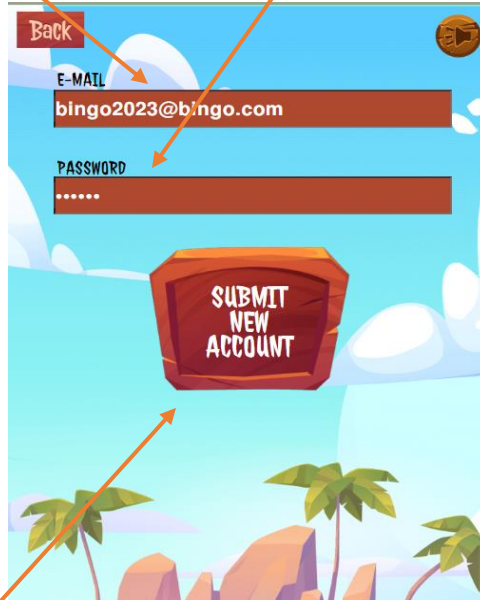 Back
E-MAIL
bingo2023@bingo.com
PASSWORD
••••••
SUBMIT
NEW
ACCOUNT